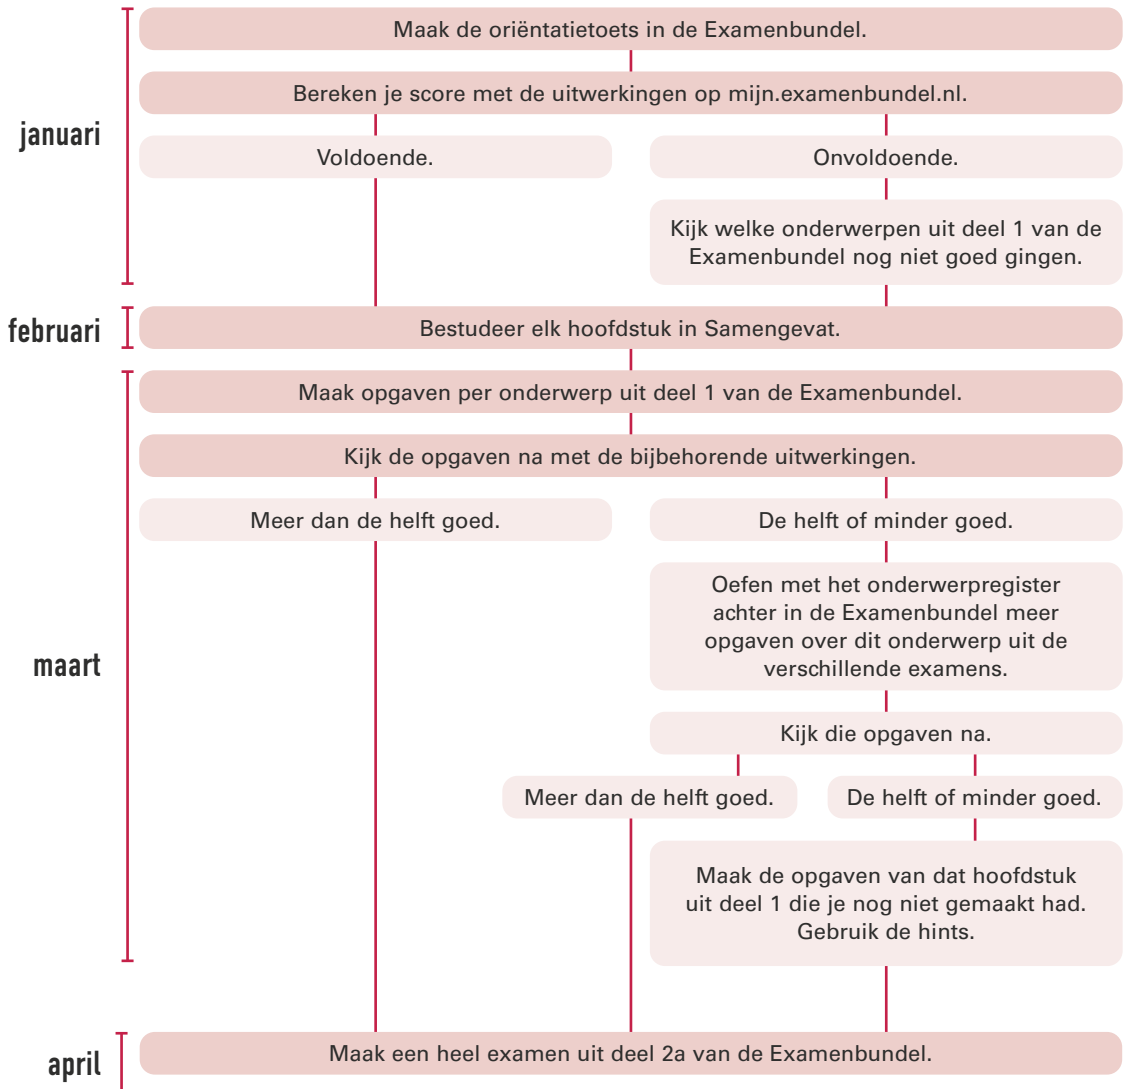 Maak de oriëntatietoets in de Examenbundel.
Bereken je score met de uitwerkingen op mijn.examenbundel.nl.
januari
Voldoende.
Onvoldoende.
Kijk welke onderwerpen uit deel 1 van de
Examenbundel nog niet goed gingen.
februari
Bestudeer elk hoofdstuk in Samengevat.
Maak opgaven per onderwerp uit deel 1 van de Examenbundel.
Kijk de opgaven na met de bijbehorende uitwerkingen.
Meer dan de helft goed.
De helft of minder goed.
Oefen met het onderwerpregister
achter in de Examenbundel meer
opgaven over dit onderwerp uit de
verschillende examens.
maart
Kijk die opgaven na.
Meer dan de helft goed.
De helft of minder goed.
Maak de opgaven van dat hoofdstuk
uit deel 1 die je nog niet gemaakt had.
Gebruik de hints.
april
Maak een heel examen uit deel 2a van de Examenbundel.